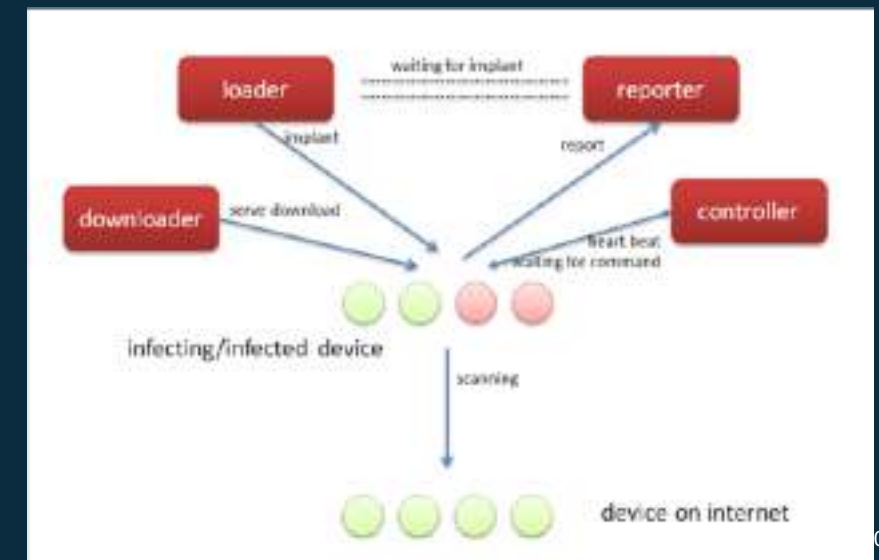 waiting for implant
loader
reporter
implant
report
downloader
serve download
controller
heart beat
waiting for command
infecting/infected device
scanning
device on internet